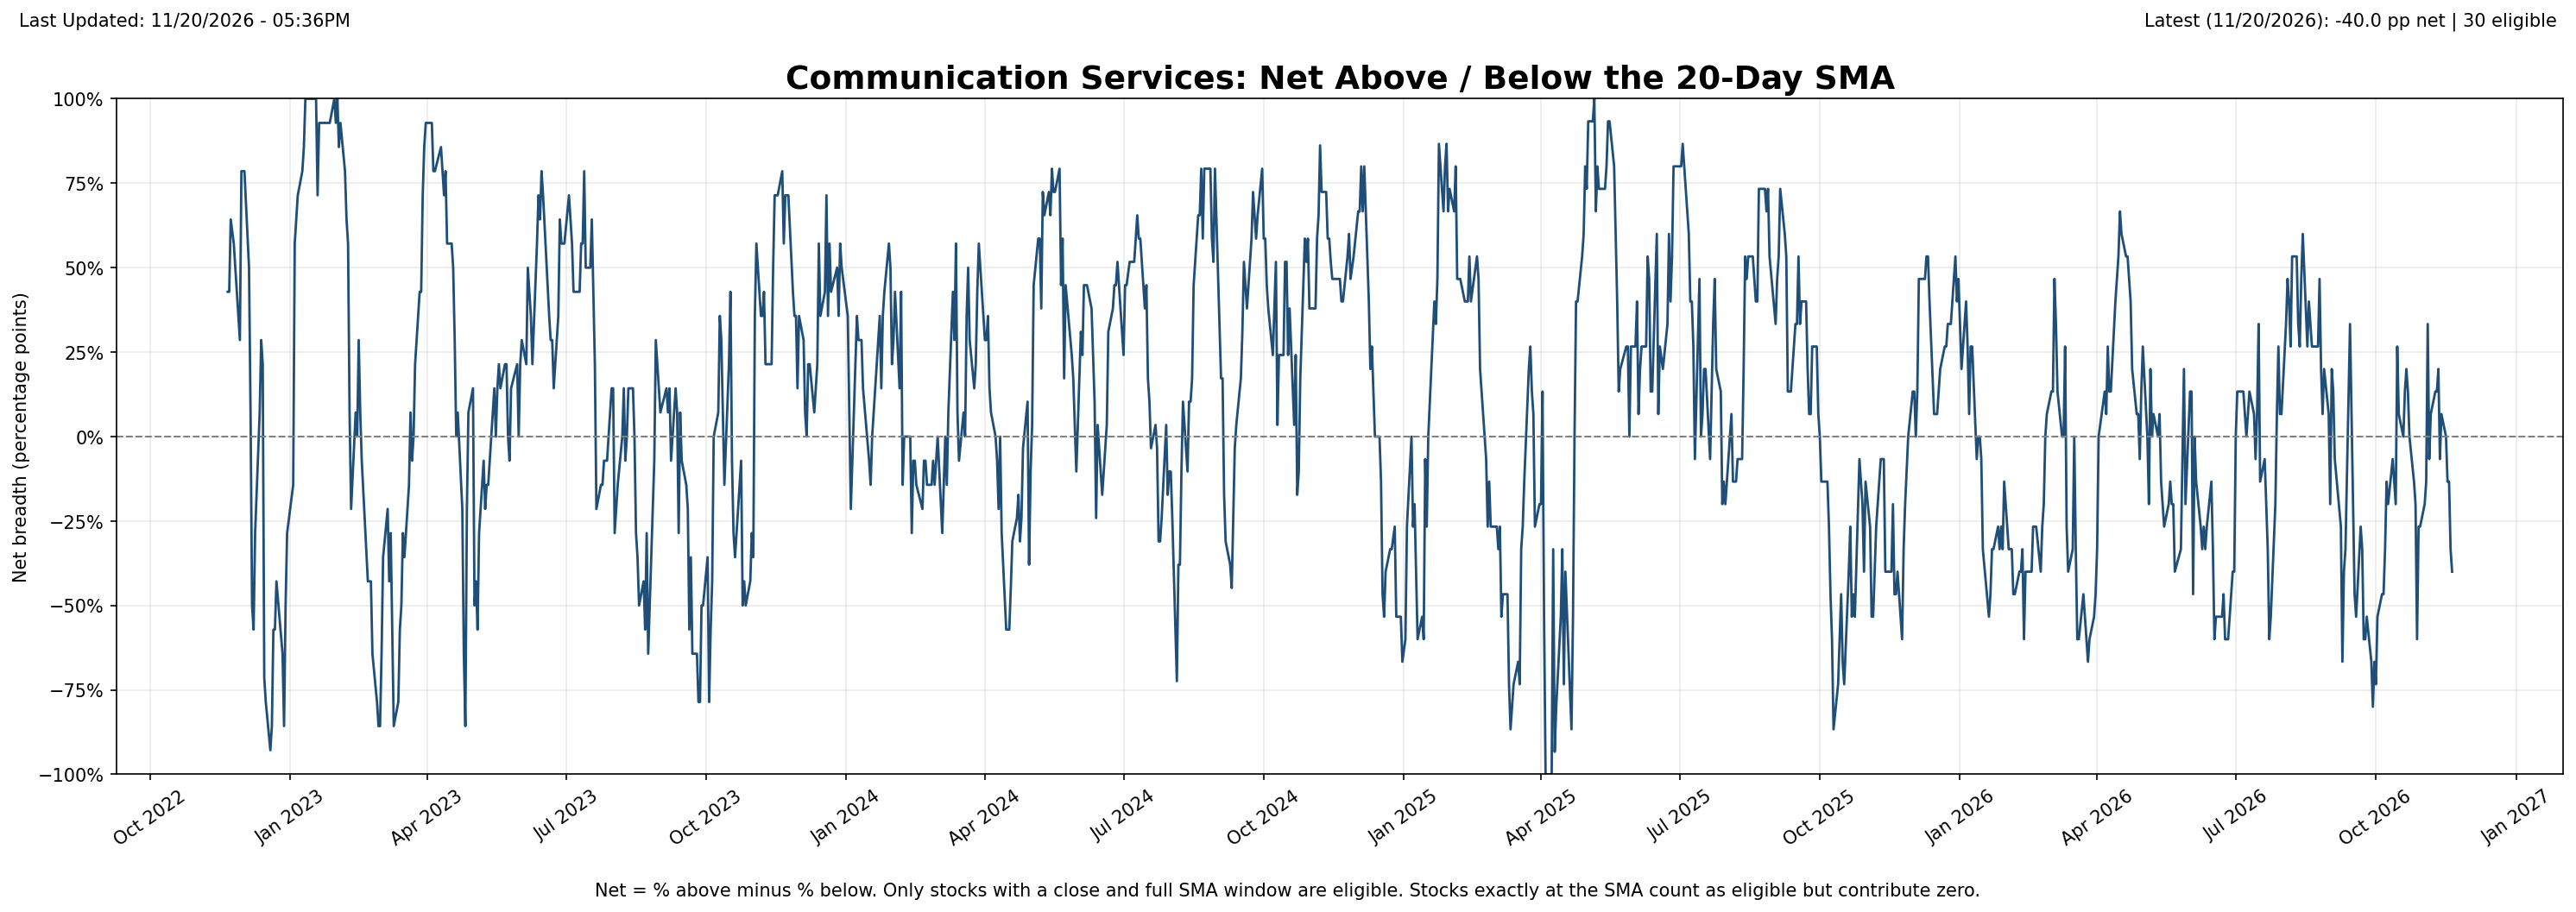 Last Updated: 11/20/2026 - 05:36PM
Latest (11/20/2026): -40.0 pp net | 30 eligible
Communication Services: Net Above / Below the 20-Day SMA
Net breadth (percentage points)
100%
75%
50%
25%
0%
−25%
−50%
−75%
−100%
Oct 2022
Jan 2023
Apr 2023
Jul 2023
Oct 2023
Jan 2024
Apr 2024
Jul 2024
Oct 2024
Jan 2025
Apr 2025
Jul 2025
Oct 2025
Jan 2026
Apr 2026
Jul 2026
Oct 2026
Jan 2027
Net = % above minus % below. Only stocks with a close and full SMA window are eligible. Stocks exactly at the SMA count as eligible but contribute zero.